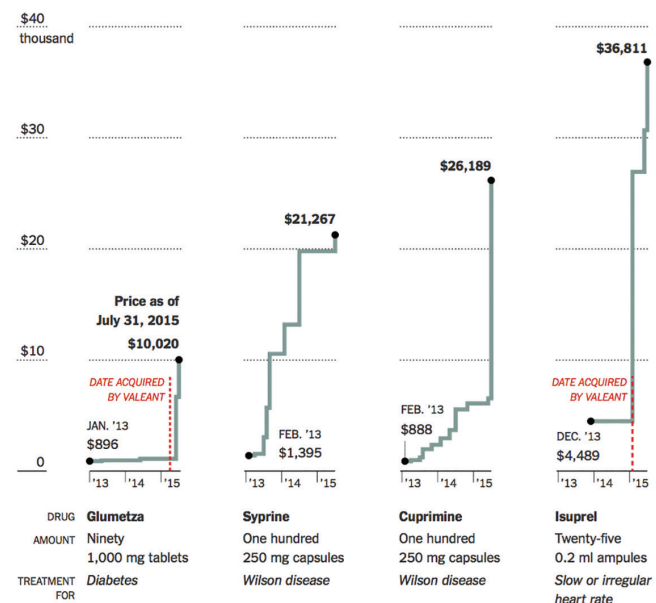 $40
thousand
$30
$20
$10
0
Price as of
July 31, 2015
$10,020
DATE ACQUIRED
BY VALEANT
JAN. '13
$896
'13 '14 '15
$21,267
FEB. '13
$1,395
'13 '14 '15
$26,189
FEB. '13
$888
'13 '14 '15
$36,811
DATE ACQUIRED
BY VALEANT
DEC. '13
$4,489
'13 '14 '15
DRUG Glumetza Syprine Cuprimine Isuprel
AMOUNT Ninety One hundred One hundred Twenty-five
1,000 mg tablets 250 mg capsules 250 mg capsules 0.2 ml ampules
TREATMENT Diabetes Wilson disease Wilson disease Slow or irregular
FOR heart rate